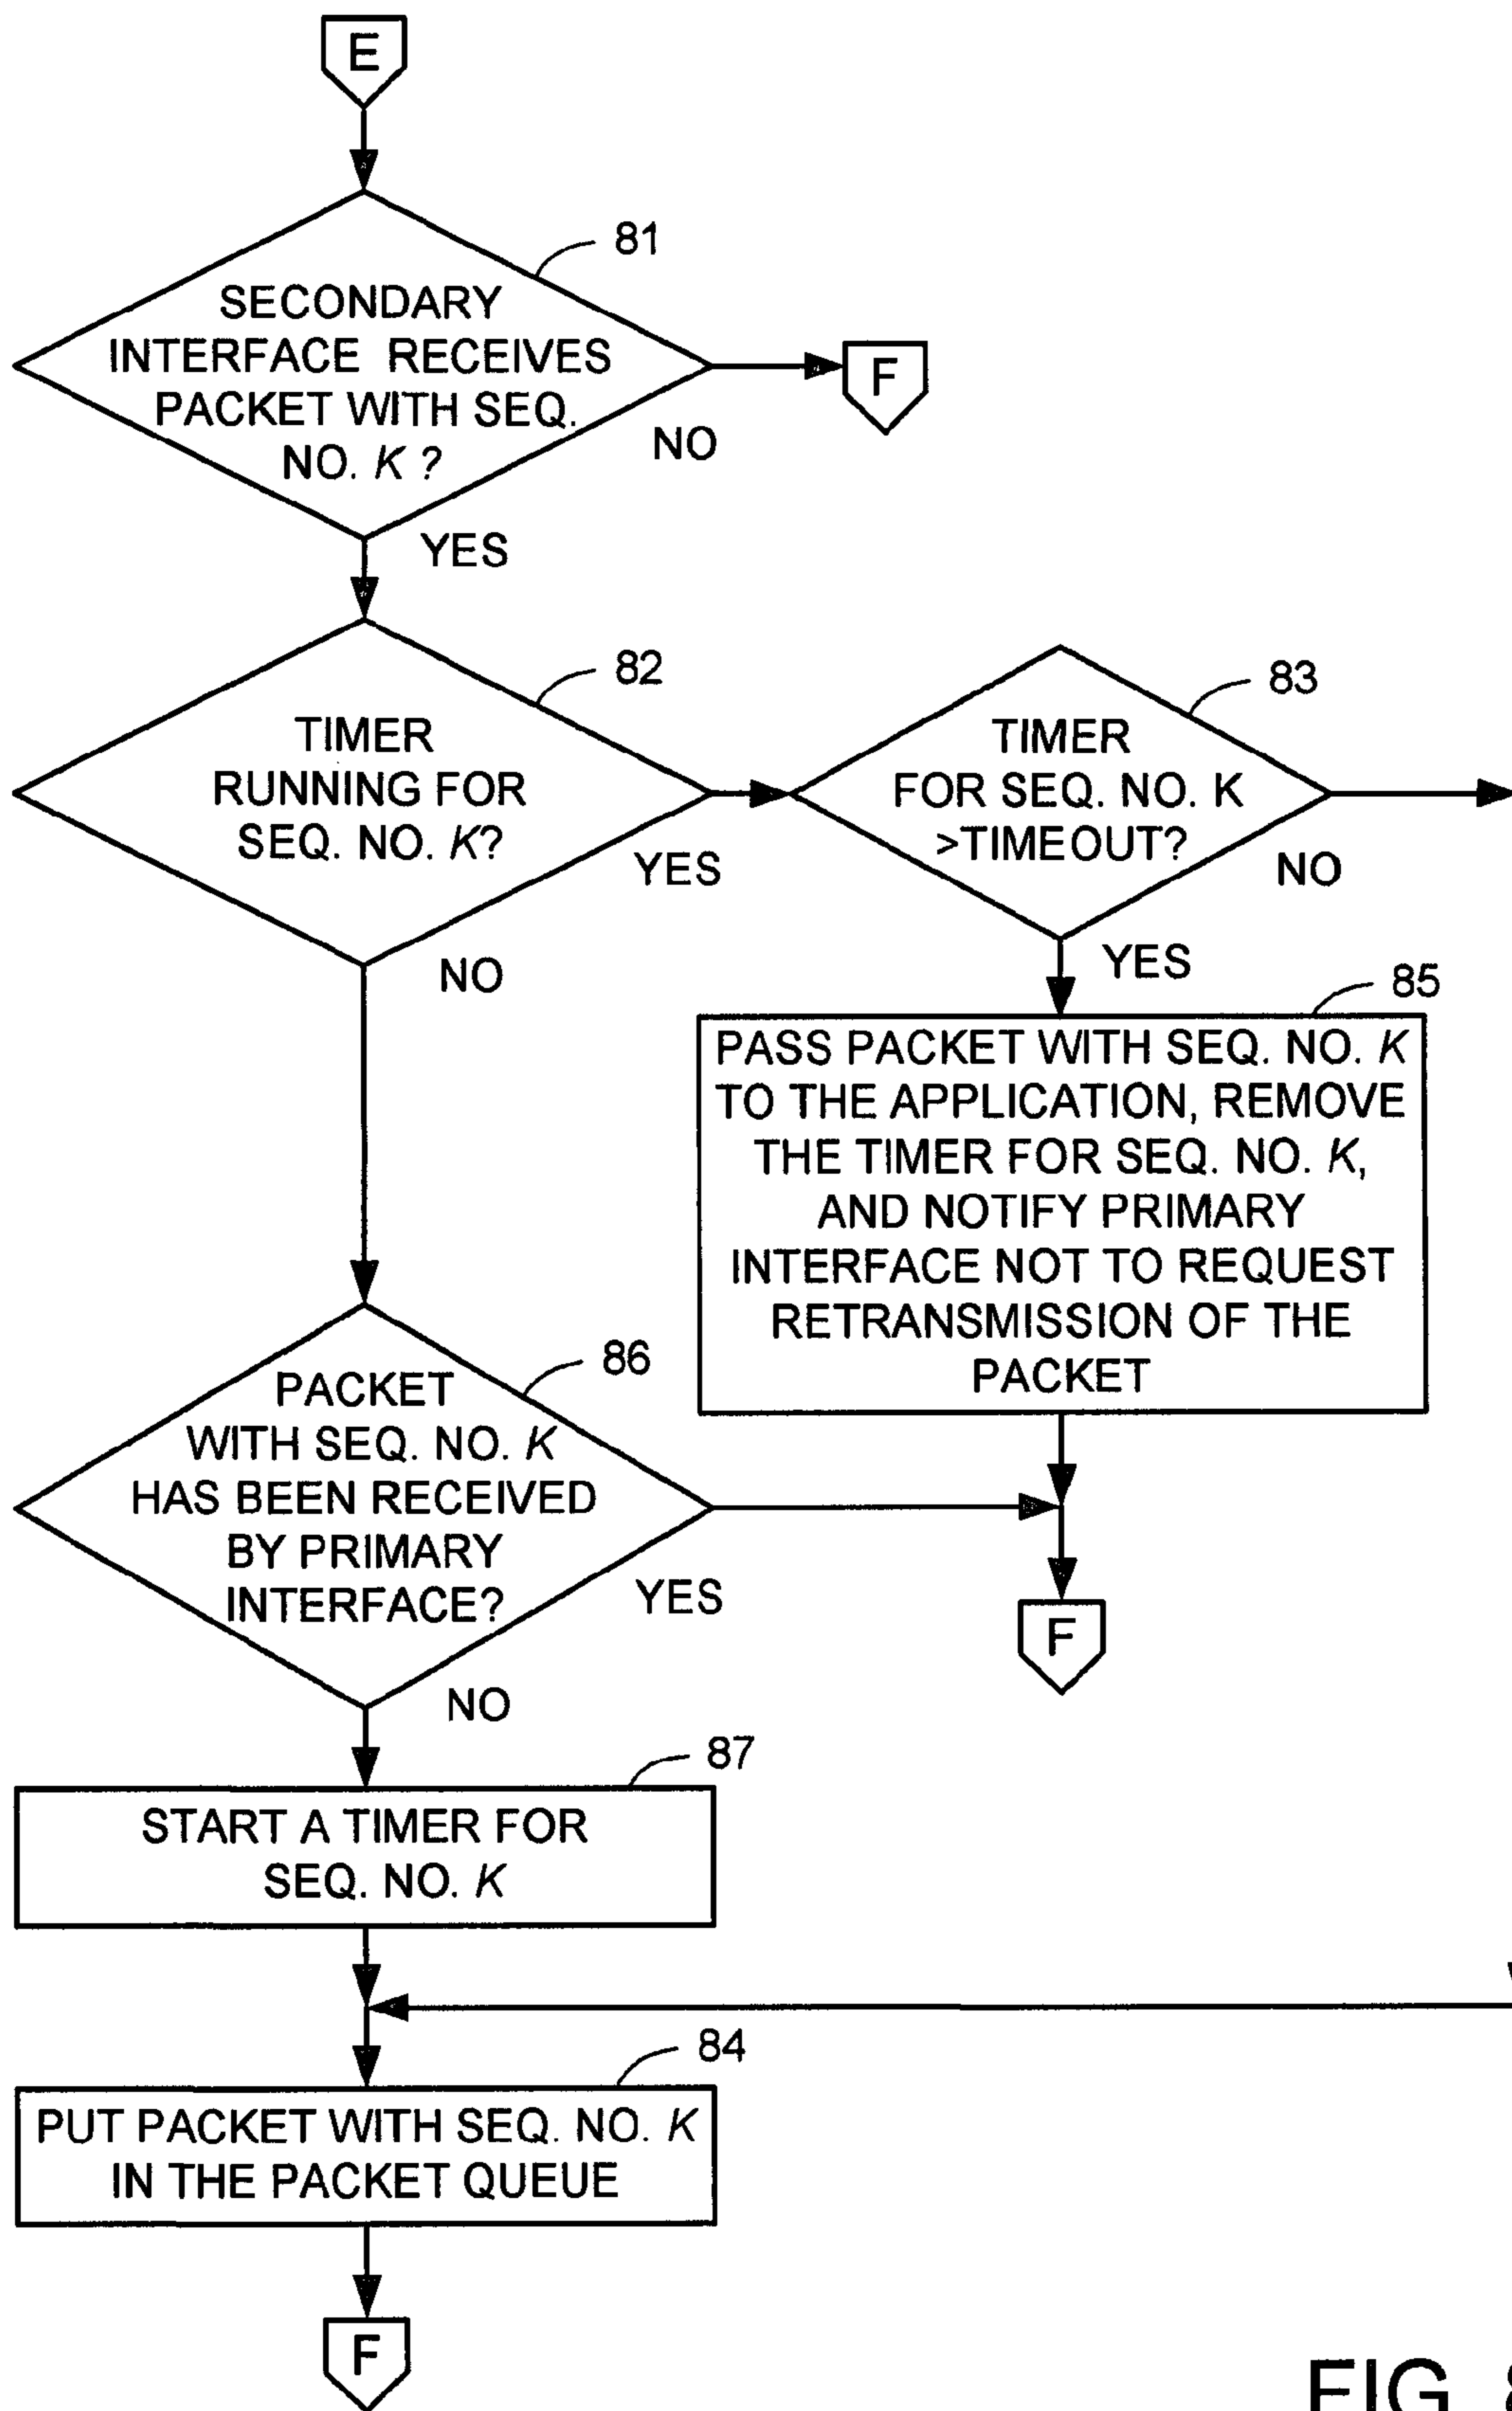 E
81
SECONDARY
INTERFACE RECEIVES
PACKET WITH SEQ.
NO. K ?
NO
F
YES
82
TIMER
RUNNING FOR
SEQ. NO. K?
YES
NO
83
TIMER
FOR SEQ. NO. K
>TIMEOUT?
NO
YES
85
PASS PACKET WITH SEQ. NO. K
TO THE APPLICATION, REMOVE
THE TIMER FOR SEQ. NO. K,
AND NOTIFY PRIMARY
INTERFACE NOT TO REQUEST
RETRANSMISSION OF THE
PACKET
86
PACKET
WITH SEQ. NO. K
HAS BEEN RECEIVED
BY PRIMARY
INTERFACE?
YES
F
NO
87
START A TIMER FOR
SEQ. NO. K
84
PUT PACKET WITH SEQ. NO. K
IN THE PACKET QUEUE
F
FIG. 8